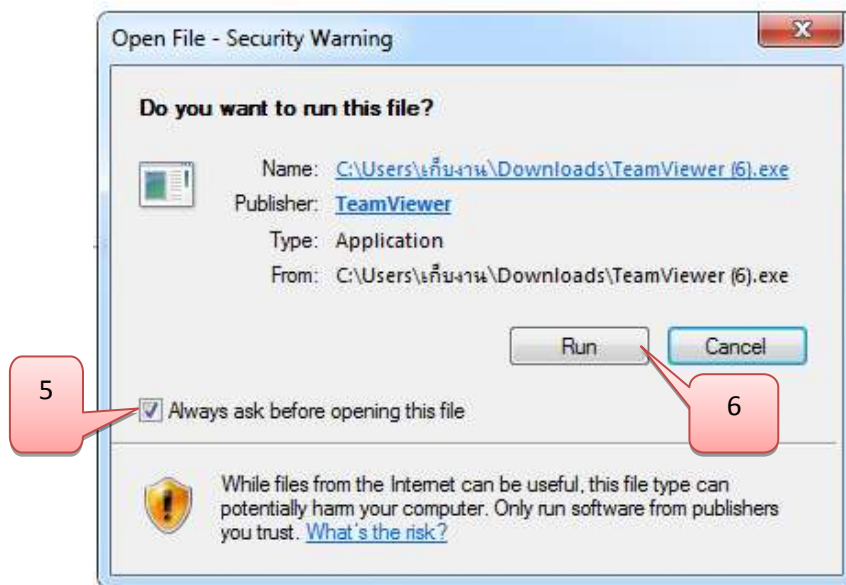 Open File - Security Warning
Do you want to run this file?
Name: C:\Users\เก็บงาน\Downloads\TeamViewer (6).exe
Publisher: TeamViewer
Type: Application
From: C:\Users\เก็บงาน\Downloads\TeamViewer (6).exe
Run Cancel
5
6
Always ask before opening this file
While files from the Internet can be useful, this file type can
potentially harm your computer. Only run software from publishers
you trust. What's the risk?